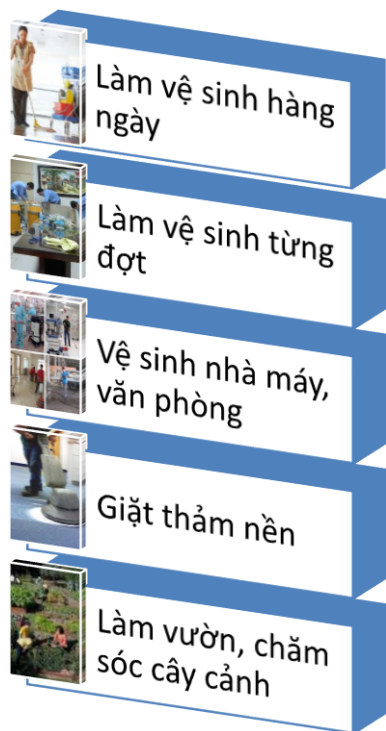 Làm vệ sinh hàng
ngày
Làm vệ sinh từng
đợt
Vệ sinh nhà máy,
văn phòng
Giặt thảm nền
Làm vườn, chăm
sóc cây cảnh